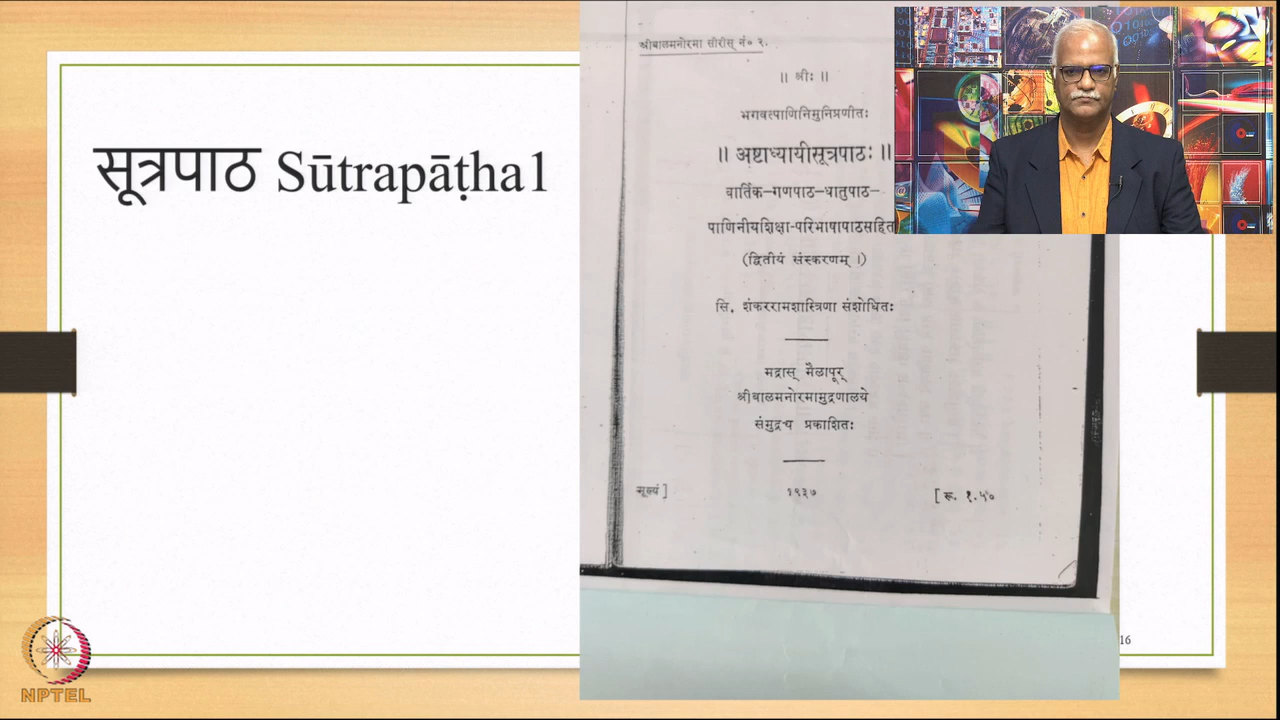 सूत्रपाठ Sūtrapāṭha1
श्रीबालमनोरमा सीरीस् नं० २.
॥ श्रीः ॥
भगवत्पाणिनिमुनिप्रणीतः
॥ अष्टाध्यायीसूत्रपाठः ॥
वार्तिक–गणपाठ–धातुपाठ–
पाणिनीयशिक्षा-परिभाषापाठसहित
(द्वितीयं संस्करणम् ।)
सि. शंकररामशास्त्रिणा संशोधितः
मद्रास् मैलापूर्
श्रीबालमनोरमामुद्रणालये
संमुद्र्य प्रकाशितः
मूल्यं ] १९३७ [ रू. १.५०
16
NPTEL